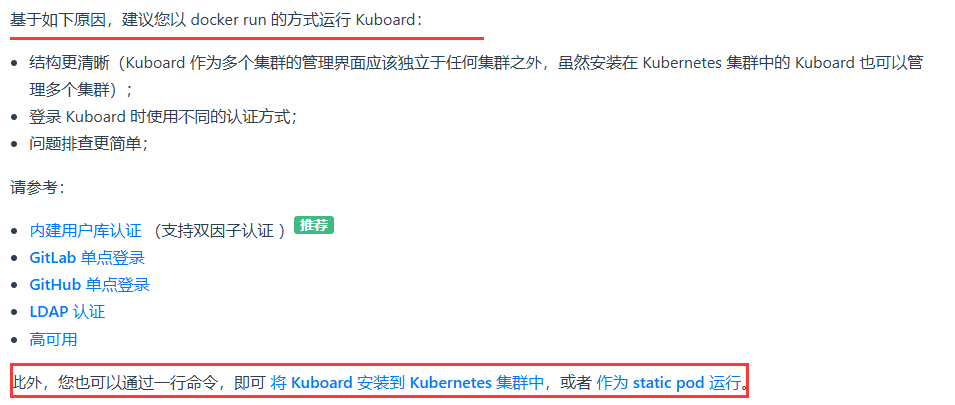 基于如下原因，建议您以 docker run 的方式运行 Kuboard：
• 结构更清晰（Kuboard 作为多个集群的管理界面应该独立于任何集群之外，虽然安装在 Kubernetes 集群中的 Kuboard 也可以管
理多个集群）；
• 登录 Kuboard 时使用不同的认证方式；
• 问题排查更简单；
请参考：
• 内建用户库认证 （支持双因子认证 ）推荐
• GitLab 单点登录
• GitHub 单点登录
• LDAP 认证
• 高可用
此外，您也可以通过一行命令，即可 将 Kuboard 安装到 Kubernetes 集群中，或者 作为 static pod 运行。